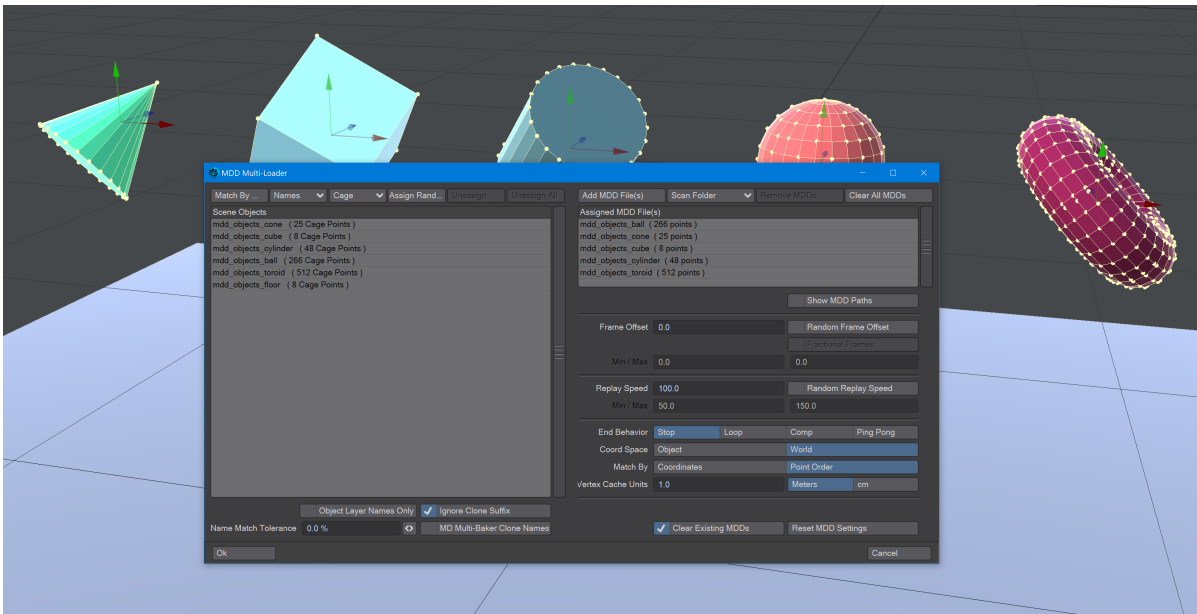 MDD Multi-Loader
Match By ... Names Cage Assign Rand... Unassign Unassign All
Scene Objects
mdd_objects_cone ( 25 Cage Points )
mdd_objects_cube ( 8 Cage Points )
mdd_objects_cylinder ( 48 Cage Points )
mdd_objects_ball ( 266 Cage Points )
mdd_objects_toroid ( 512 Cage Points )
mdd_objects_floor ( 8 Cage Points )
Object Layer Names Only Ignore Clone Suffix
Name Match Tolerance 0.0 % MD Multi-Baker Clone Names
Add MDD File(s) Scan Folder Remove MDDs Clear All MDDs
Assigned MDD File(s)
mdd_objects_ball ( 266 points )
mdd_objects_cone ( 25 points )
mdd_objects_cube ( 8 points )
mdd_objects_cylinder ( 48 points )
mdd_objects_toroid ( 512 points )
Show MDD Paths
Frame Offset 0.0 Random Frame Offset
Fractional Frames
Min / Max 0.0 0.0
Replay Speed 100.0 Random Replay Speed
Min / Max 50.0 150.0
End Behavior Stop Loop Comp Ping Pong
Coord Space Object World
Match By Coordinates Point Order
Vertex Cache Units 1.0 Meters cm
Clear Existing MDDs Reset MDD Settings
Ok Cancel